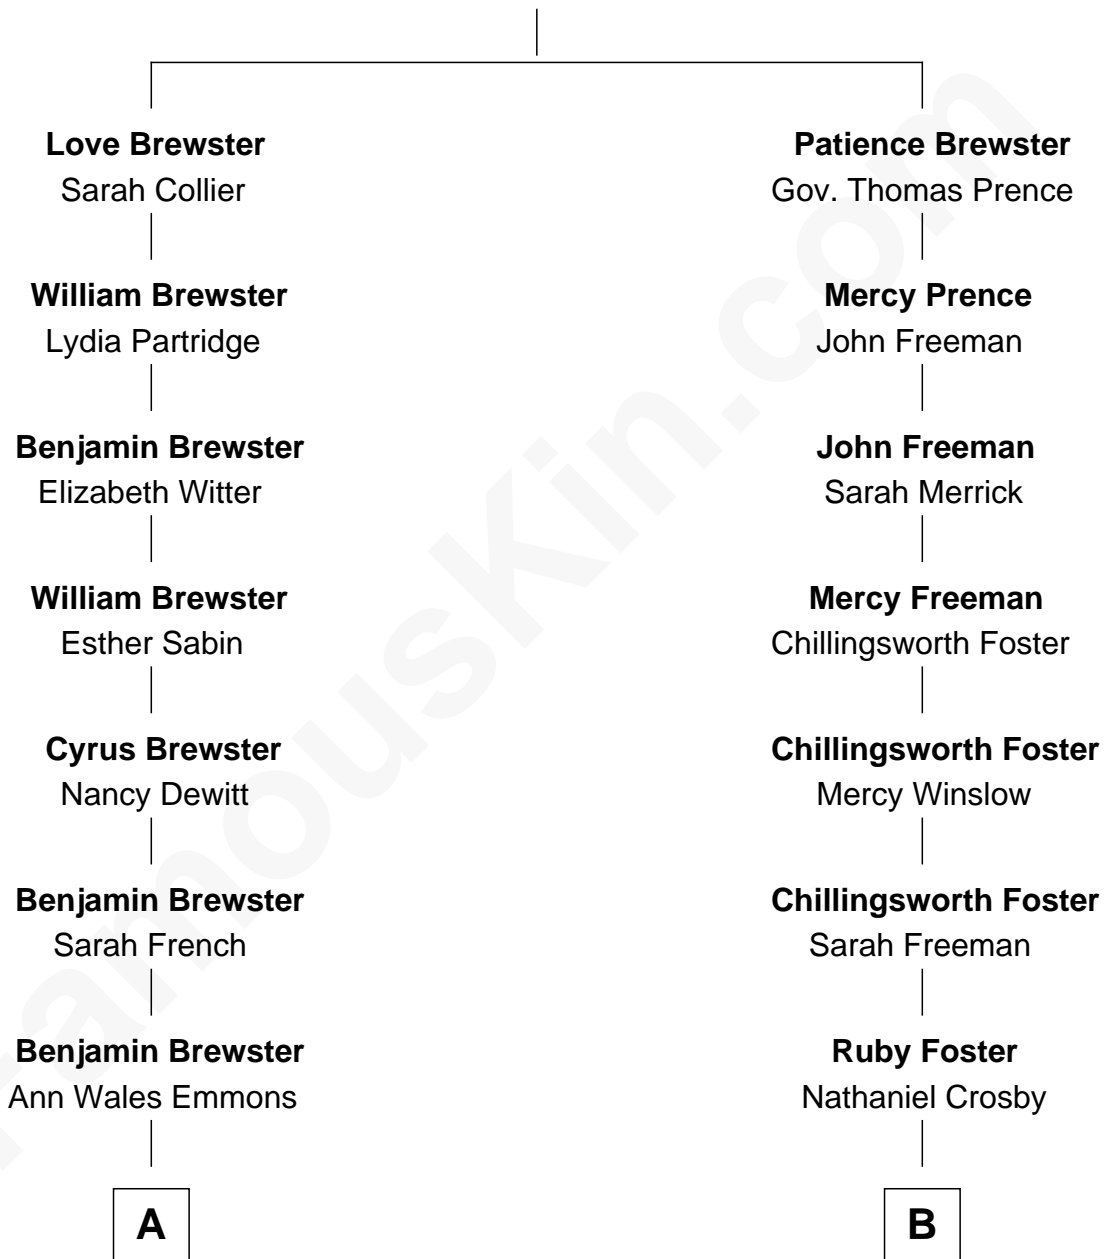 Love Brewster
Sarah Collier
William Brewster
Lydia Partridge
Benjamin Brewster
Elizabeth Witter
William Brewster
Esther Sabin
Cyrus Brewster
Nancy Dewitt
Benjamin Brewster
Sarah French
Benjamin Brewster
Ann Wales Emmons
A
Patience Brewster
Gov. Thomas Prence
Mercy Prence
John Freeman
John Freeman
Sarah Merrick
Mercy Freeman
Chillingsworth Foster
Chillingsworth Foster
Mercy Winslow
Chillingsworth Foster
Sarah Freeman
Ruby Foster
Nathaniel Crosby
B
FamousKin.com